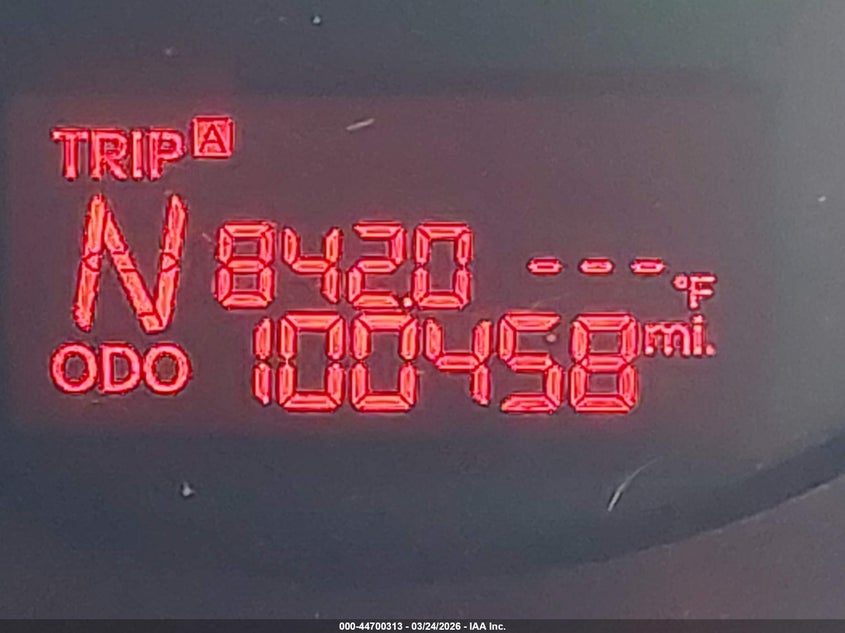 TRIP A
N 842.0 --- °F
ODO 100458 mi.
000-44700313 - 03/24/2026 - IAA Inc.